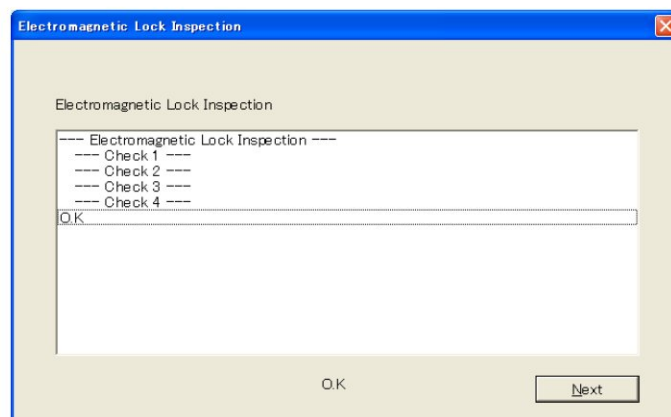 Electromagnetic Lock Inspection
Electromagnetic Lock Inspection
--- Electromagnetic Lock Inspection ---
--- Check 1 ---
--- Check 2 ---
--- Check 3 ---
--- Check 4 ---
O.K
O.K
Next